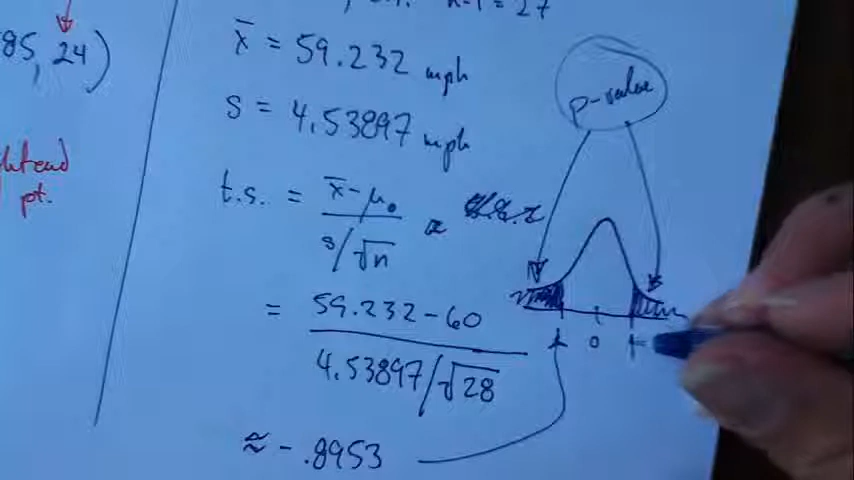 n-1 = 27
85, 24)
pt.
x̄ = 59.232 mph
s = 4.53897 mph
p-value
t.s. = x̄ - μ₀
s/√n
= 59.232 - 60
4.53897/√28
0
≈ -.8953